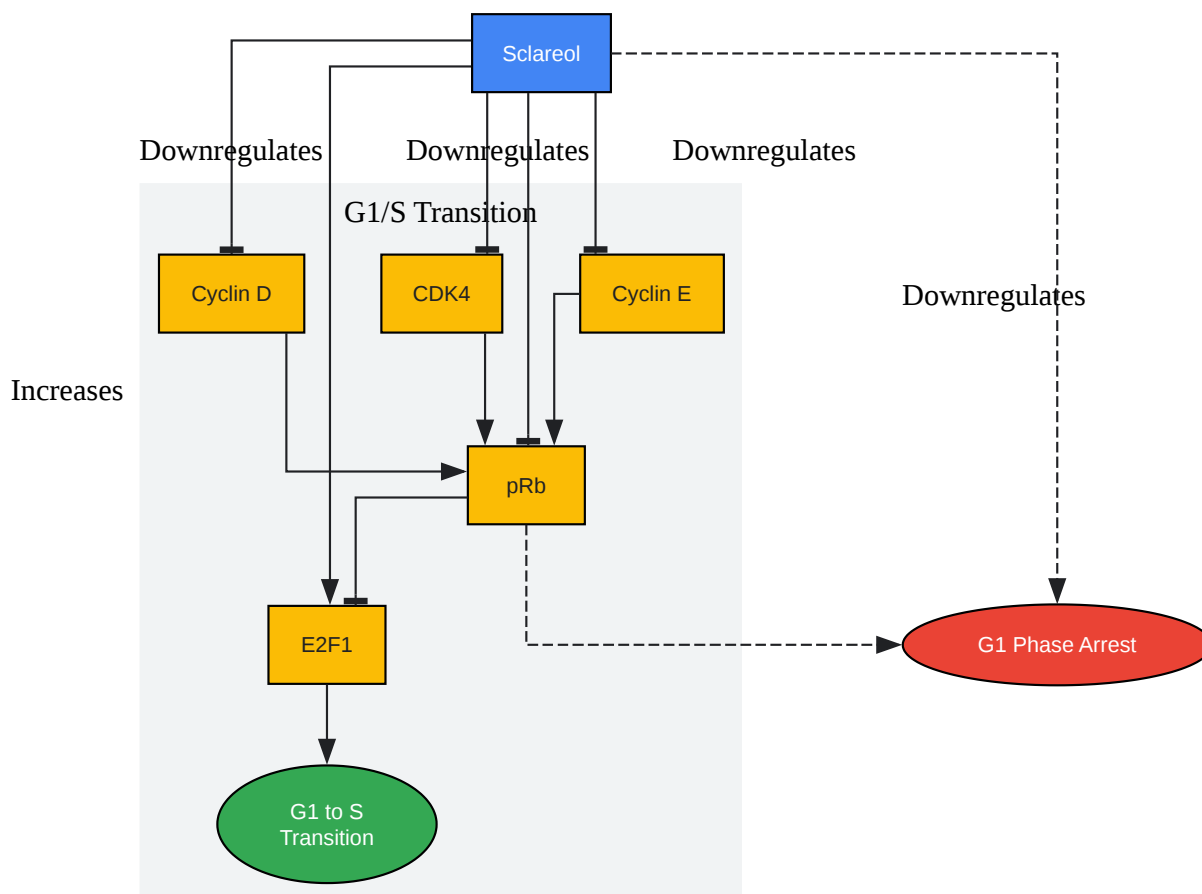 Sclareol
Downregulates
Downregulates
Downregulates
G1/S Transition
Cyclin D
CDK4
Cyclin E
Downregulates
Increases
pRb
E2F1
G1 Phase Arrest
G1 to S
Transition